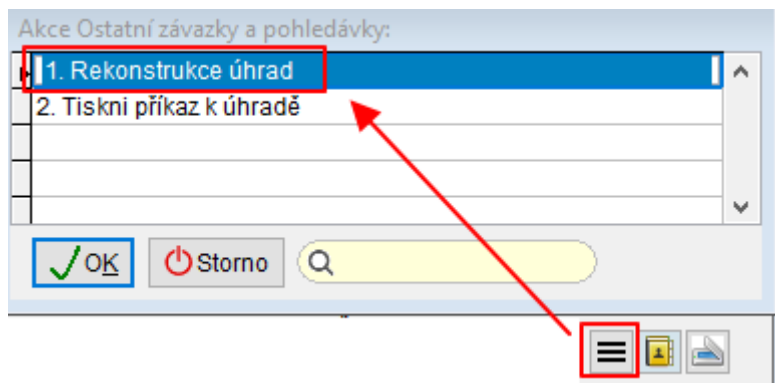 Akce Ostatní závazky a pohledávky:
1. Rekonstrukce úhrad
2. Tiskni příkaz k úhradě
OK Storno